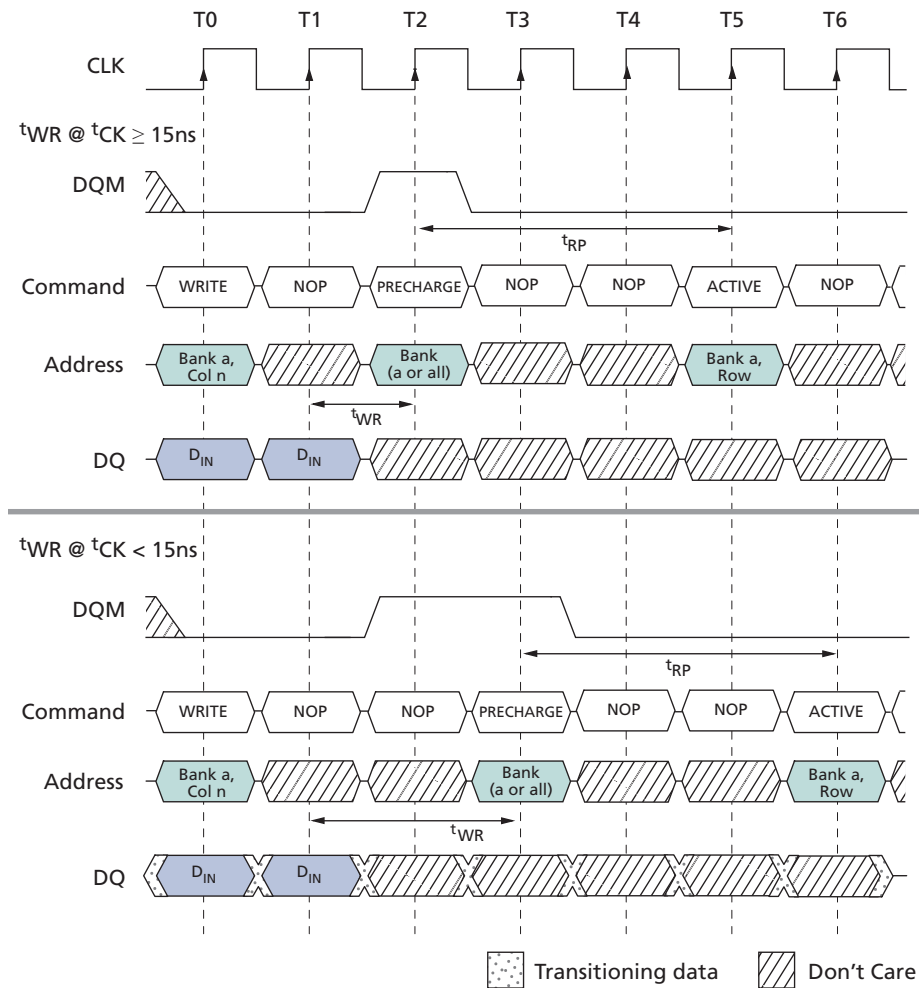 T0 T1 T2 T3 T4 T5 T6
CLK
tWR @ tCK ≥ 15ns
DQM
tRP
Command WRITE NOP PRECHARGE NOP NOP ACTIVE NOP
Address Bank a, Col n Bank (a or all) Bank a, Row
tWR
DQ DIN DIN
tWR @ tCK < 15ns
DQM
tRP
Command WRITE NOP NOP PRECHARGE NOP NOP ACTIVE
Address Bank a, Col n Bank (a or all) Bank a, Row
tWR
DQ DIN DIN
Transitioning data Don't Care